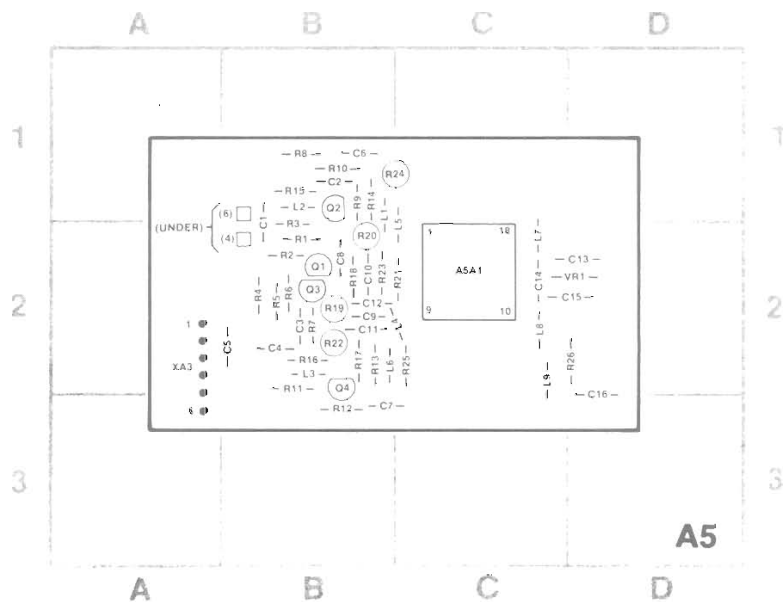 A B C D
1 1
R8 C6
R10
C2 R24
R15 R9 R14
(6) C1 L2 Q2 L1
(UNDER) R3 L5
(4) R1 R20 L7
1 18
R2 C8 C13
Q1 R18 C10 R23 R21 A5A1 C14 VR1
R4 R5 R6 Q3 C15
2 2
R19 C12 9 10
1 C3 R7 C9 L4
C11 L8
C5 C4 R22
XA3 R16 R17 R13 L6 R25 R26
L3
R11 Q4 L9 C16
6 R12 C7
3 3
A5
A B C D